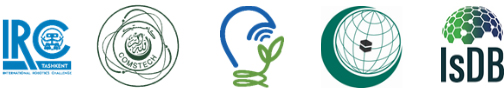 IRC
TASHKENT
INTERNATIONAL ROBOTICS CHALLENGE
COMSTECH
IsDB